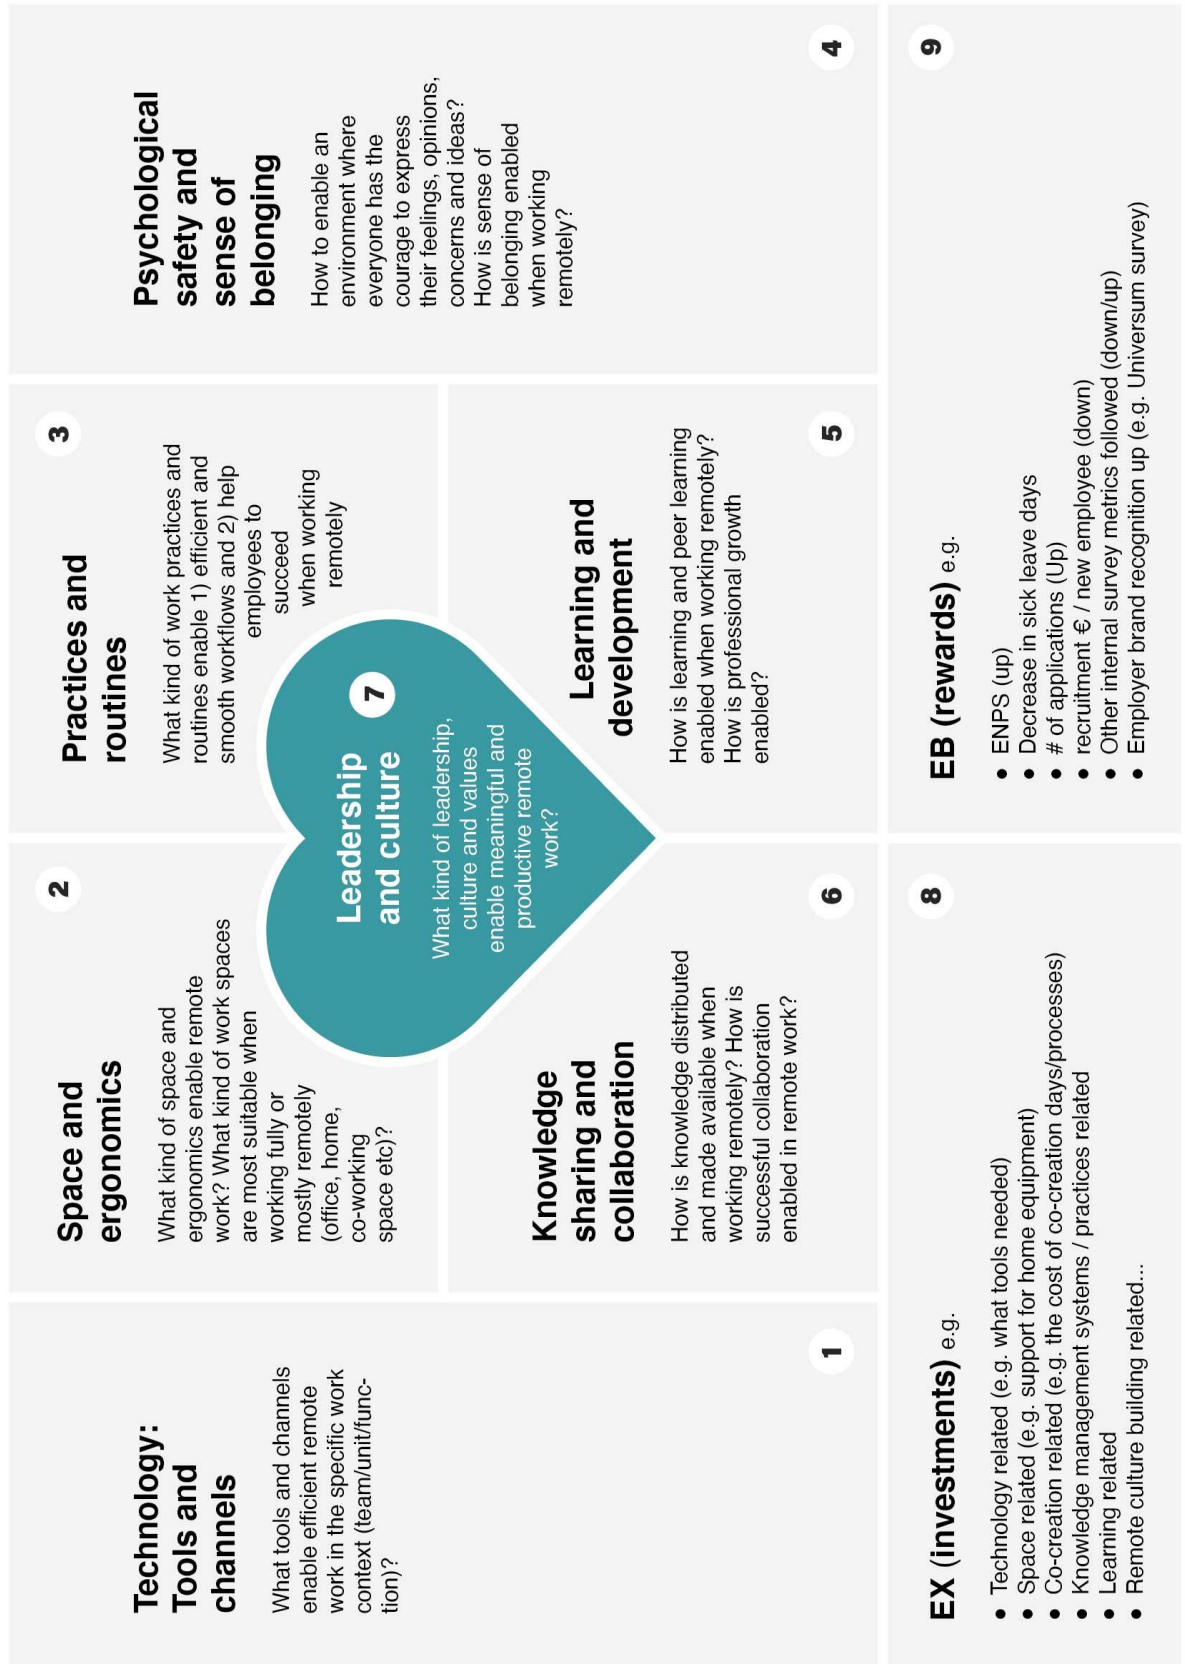 Technology:
Tools and
channels
What tools and channels
enable efficient remote
work in the specific work
context (team/unit/func-
tion)?
1
Space and
ergonomics
2
What kind of space and
ergonomics enable remote
work? What kind of work spaces
are most suitable when
working fully or
mostly remotely
(office, home,
co-working
space etc)?
Practices and
routines
3
What kind of work practices and
routines enable 1) efficient and
smooth workflows and 2) help
employees to
succeed
when working
remotely
Psychological
safety and
sense of
belonging
How to enable an
environment where
everyone has the
courage to express
their feelings, opinions,
concerns and ideas?
How is sense of
belonging enabled
when working
remotely?
4
Learning and
development
How is learning and peer learning
enabled when working remotely?
How is professional growth
enabled?
5
Knowledge
sharing and
collaboration
How is knowledge distributed
and made available when
working remotely? How is
successful collaboration
enabled in remote work?
6
Leadership
and culture
7
What kind of leadership,
culture and values
enable meaningful and
productive remote
work?
EX (investments) e.g.
8
• Technology related (e.g. what tools needed)
• Space related (e.g. support for home equipment)
• Co-creation related (e.g. the cost of co-creation days/processes)
• Knowledge management systems / practices related
• Learning related
• Remote culture building related...
EB (rewards) e.g.
9
• ENPS (up)
• Decrease in sick leave days
• # of applications (Up)
• recruitment € / new employee (down)
• Other internal survey metrics followed (down/up)
• Employer brand recognition up (e.g. Universum survey)